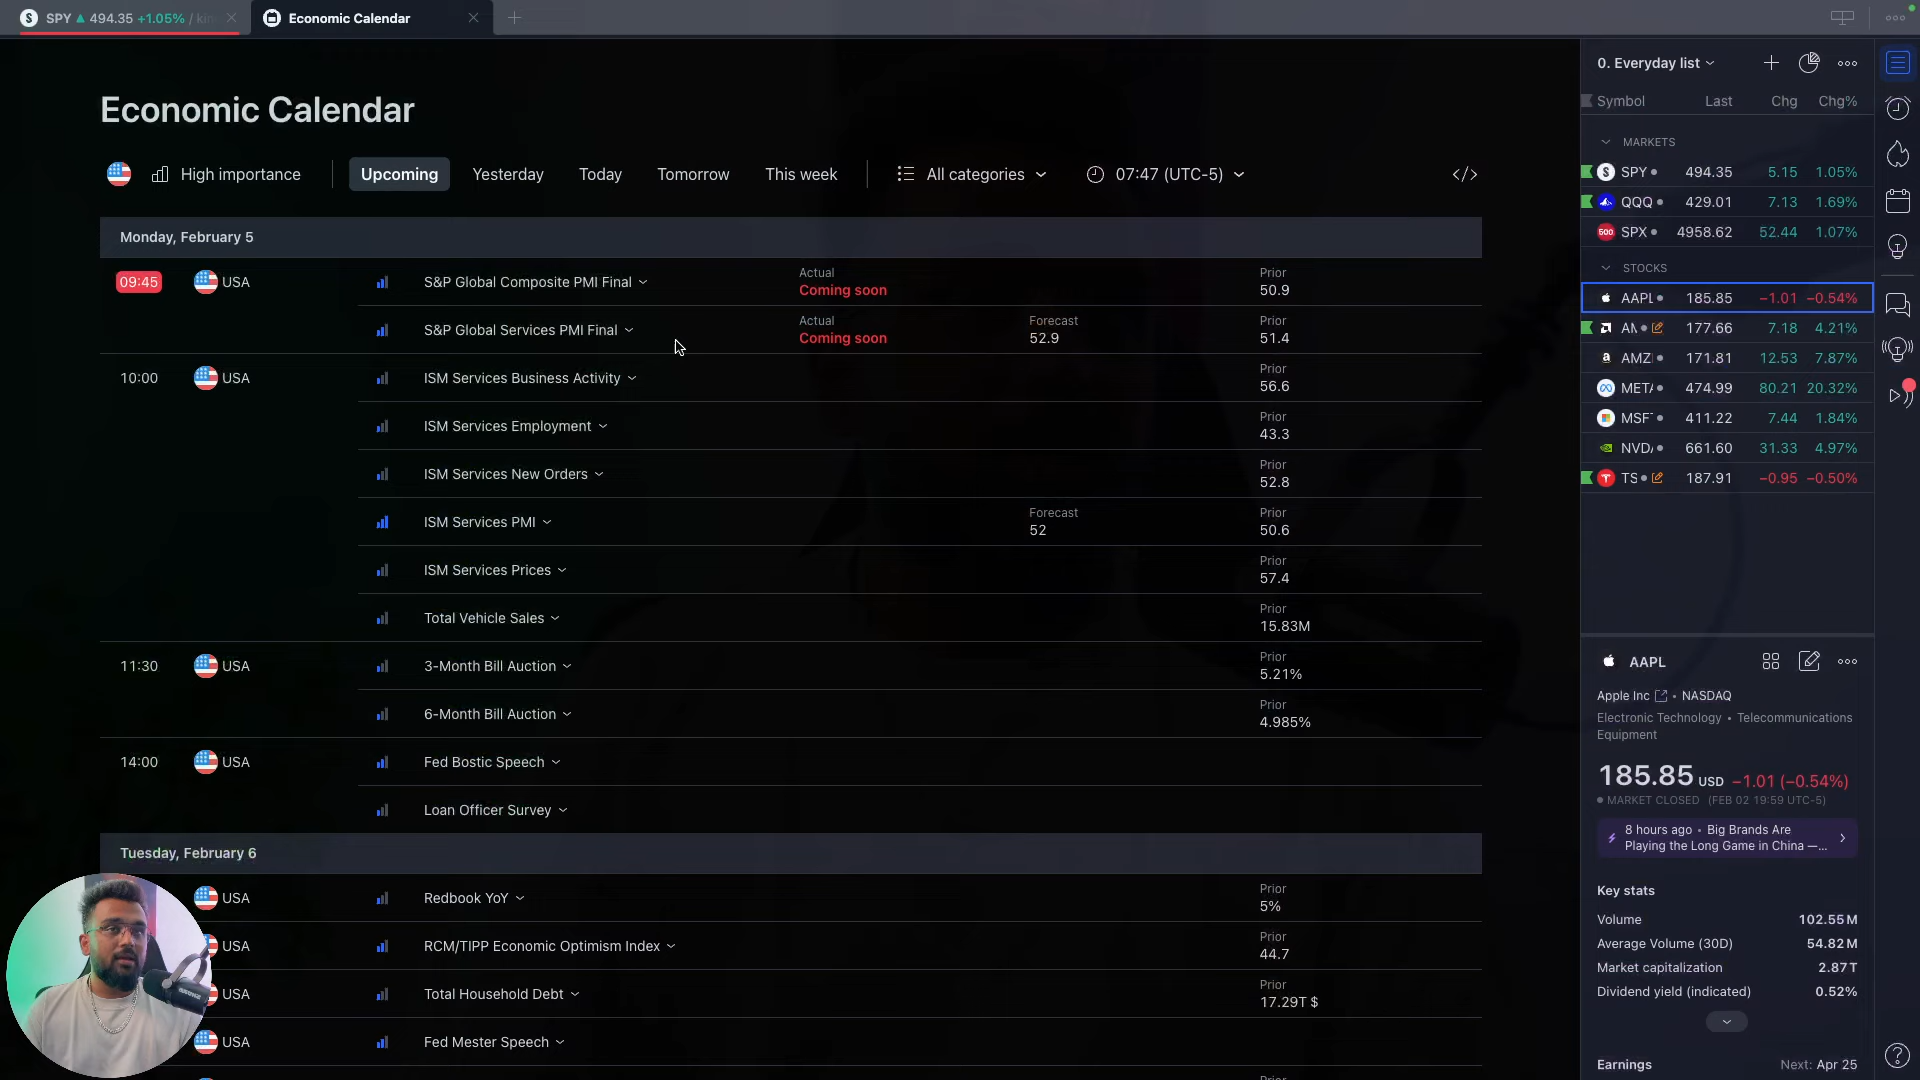 SPY ▲ 494.35 +1.05% / kin
Economic Calendar
Economic Calendar
High importance
Upcoming
Yesterday
Today
Tomorrow
This week
All categories
07:47 (UTC-5)
</>
Monday, February 5
09:45 USA S&P Global Composite PMI Final Actual Coming soon Prior 50.9
S&P Global Services PMI Final Actual Coming soon Forecast 52.9 Prior 51.4
10:00 USA ISM Services Business Activity Prior 56.6
ISM Services Employment Prior 43.3
ISM Services New Orders Prior 52.8
ISM Services PMI Forecast 52 Prior 50.6
ISM Services Prices Prior 57.4
Total Vehicle Sales Prior 15.83M
11:30 USA 3-Month Bill Auction Prior 5.21%
6-Month Bill Auction Prior 4.985%
14:00 USA Fed Bostic Speech
Loan Officer Survey
Tuesday, February 6
USA Redbook YoY Prior 5%
USA RCM/TIPP Economic Optimism Index Prior 44.7
USA Total Household Debt Prior 17.29T $
USA Fed Mester Speech
0. Everyday list
Symbol Last Chg Chg%
MARKETS
SPY 494.35 5.15 1.05%
QQQ 429.01 7.13 1.69%
500 SPX 4958.62 52.44 1.07%
STOCKS
AAPL 185.85 −1.01 −0.54%
AM 177.66 7.18 4.21%
AMZ 171.81 12.53 7.87%
META 474.99 80.21 20.32%
MSF 411.22 7.44 1.84%
NVD 661.60 31.33 4.97%
TS 187.91 −0.95 −0.50%
AAPL
Apple Inc • NASDAQ
Electronic Technology • Telecommunications
Equipment
185.85 USD −1.01 (−0.54%)
MARKET CLOSED (FEB 02 19:59 UTC-5)
8 hours ago • Big Brands Are
Playing the Long Game in China —...
Key stats
Volume 102.55M
Average Volume (30D) 54.82M
Market capitalization 2.87T
Dividend yield (indicated) 0.52%
Earnings Next: Apr 25